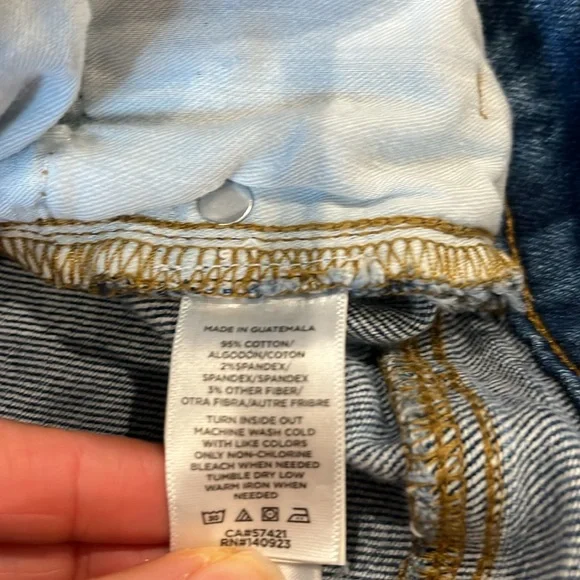 MADE IN GUATEMALA
95% COTTON/
ALGODÓN/COTON
2% SPANDEX/
SPANDEX/SPANDEX
3% OTHER FIBER/
OTRA FIBRA/AUTRE FRIBRE
TURN INSIDE OUT
MACHINE WASH COLD
WITH LIKE COLORS
ONLY NON-CHLORINE
BLEACH WHEN NEEDED
TUMBLE DRY LOW
WARM IRON WHEN
NEEDED
CA#57421
RN#140923